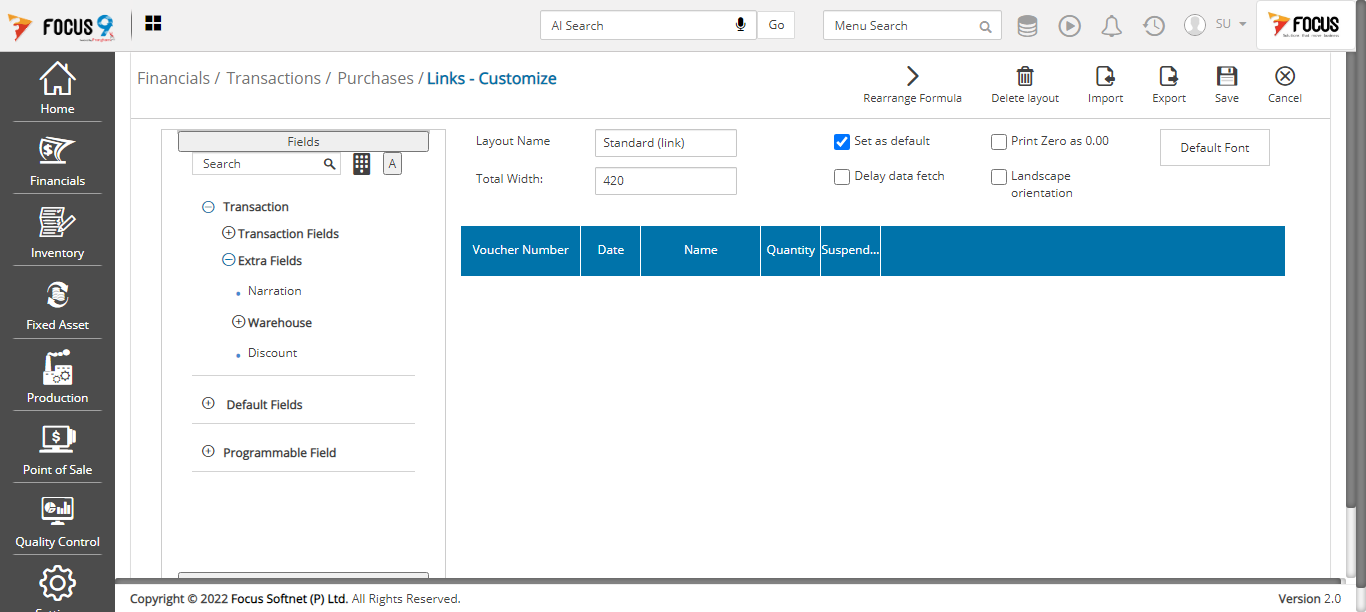 FOCUS 9
AI Search
Go
Menu Search
SU
FOCUS
Home
Financials
Inventory
Fixed Asset
Production
Point of Sale
Quality Control
Financials / Transactions / Purchases / Links - Customize
Rearrange Formula
Delete layout
Import
Export
Save
Cancel
Fields
Search
A
Transaction
Transaction Fields
Extra Fields
Narration
Warehouse
Discount
Default Fields
Programmable Field
Layout Name
Standard (link)
Total Width:
420
Set as default
Delay data fetch
Print Zero as 0.00
Landscape
orientation
Default Font
Voucher Number Date Name Quantity Suspend...
Copyright © 2022 Focus Softnet (P) Ltd. All Rights Reserved.
Version 2.0